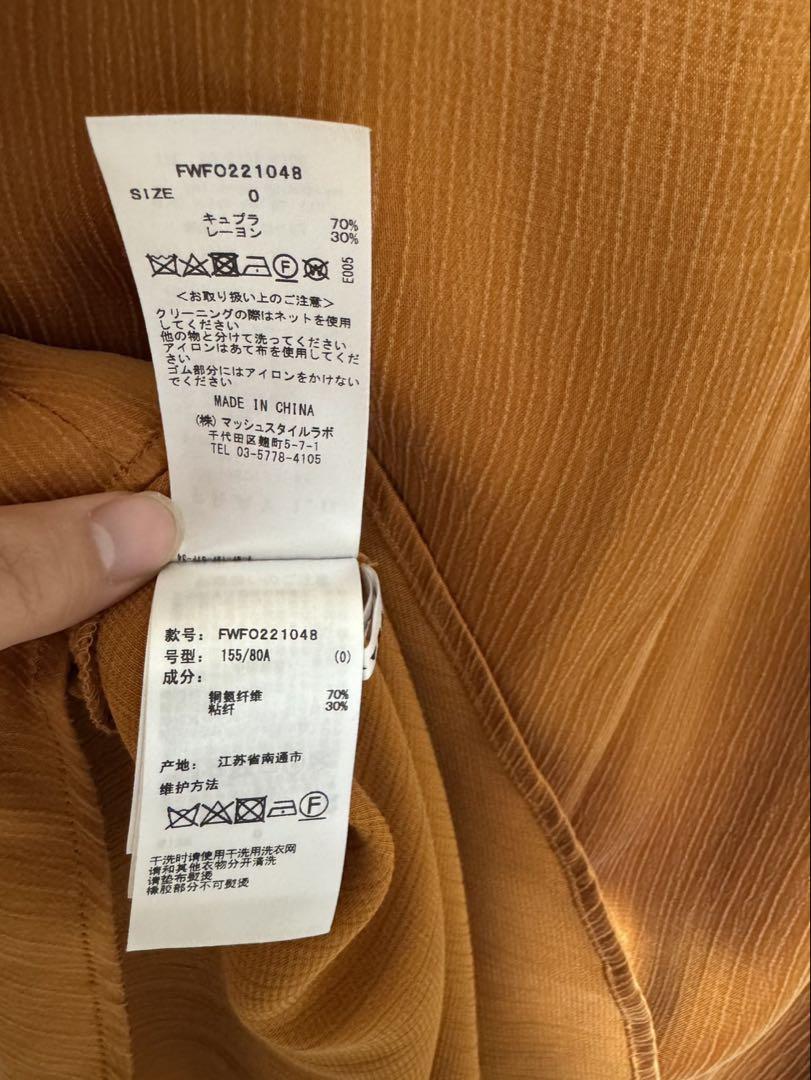 FWFO221048
SIZE 0
キュプラ 70%
レーヨン 30%
F W E005
＜お取り扱い上のご注意＞
クリーニングの際はネットを使用
してください
他の物と分けて洗ってください
アイロンはあて布を使用してくだ
さい
ゴム部分にはアイロンをかけない
でください
MADE IN CHINA
(株)マッシュスタイルラボ
千代田区麹町5-7-1
TEL 03-5778-4105
款号: FWFO221048
号型: 155/80A (0)
成分:
铜氨纤维 70%
粘纤 30%
产地: 江苏省南通市
维护方法
F
干洗时请使用干洗用洗衣网
请和其他衣物分开清洗
请垫布熨烫
橡胶部分不可熨烫